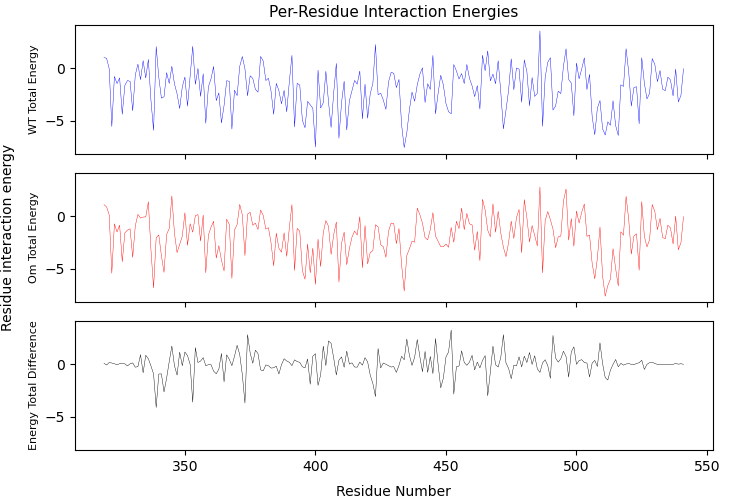 Per-Residue Interaction Energies
Residue interaction energy
WT Total Energy
0
−5
Om Total Energy
0
−5
Energy Total Difference
0
−5
350
400
450
500
550
Residue Number